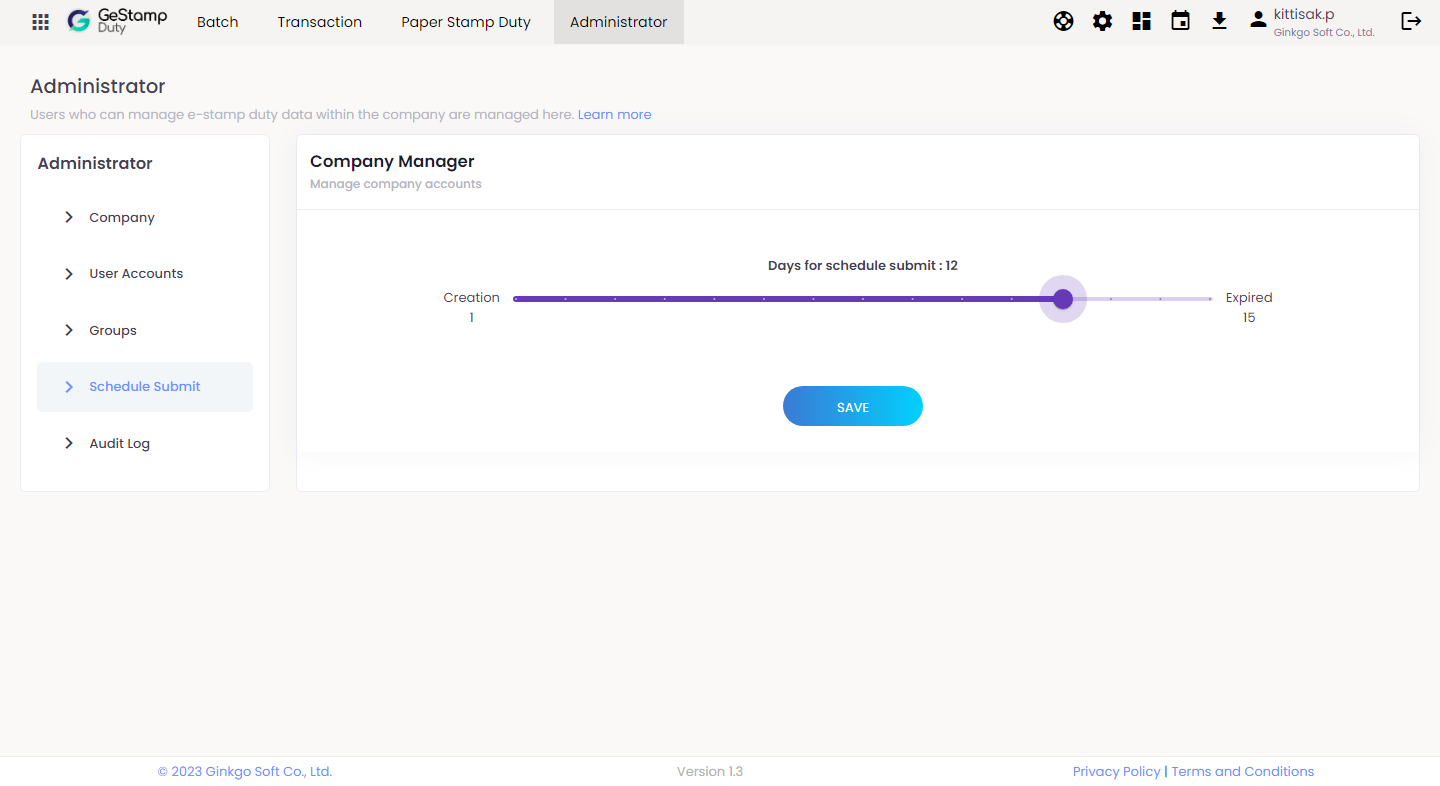 GeStamp
Duty
Batch
Transaction
Paper Stamp Duty
Administrator
kittisak.p
Ginkgo Soft Co., Ltd.
Administrator
Users who can manage e-stamp duty data within the company are managed here. Learn more
Administrator
Company
User Accounts
Groups
Schedule Submit
Audit Log
Company Manager
Manage company accounts
Days for schedule submit : 12
Creation
1
Expired
15
SAVE
© 2023 Ginkgo Soft Co., Ltd.
Version 1.3
Privacy Policy | Terms and Conditions